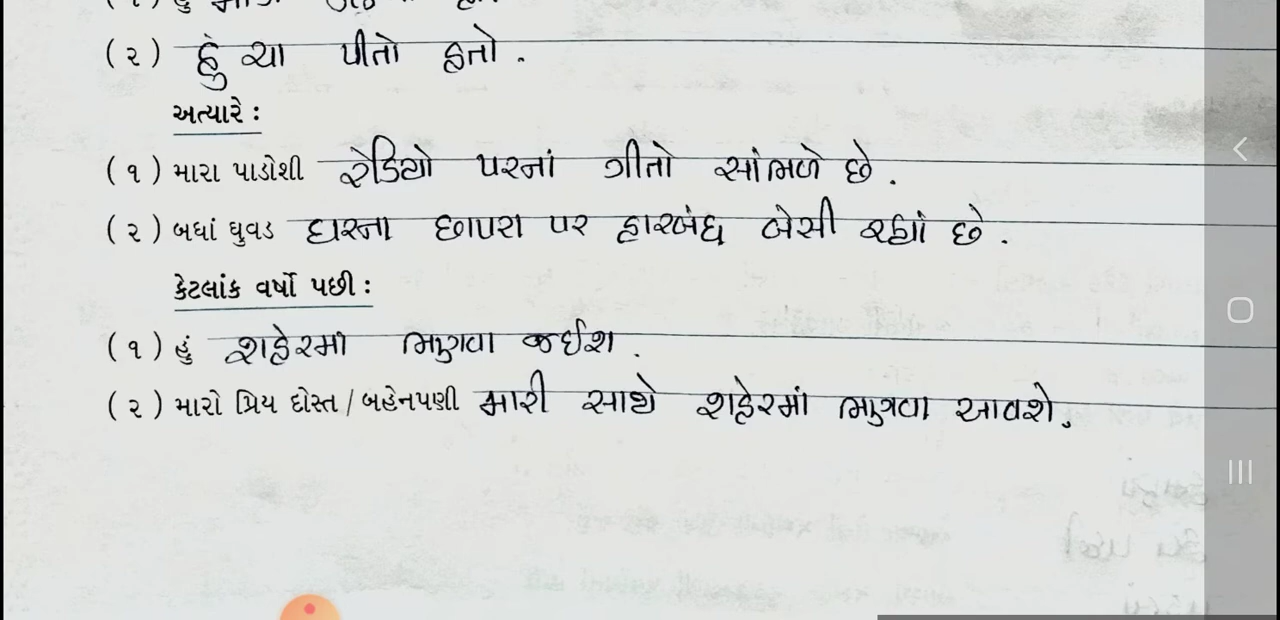 (૨) હું ચા પીતો હતો .
અત્યારે :
(૧) મારા પાડોશી રેડિયો પરનાં ગીતો સાંભળે છે .
(૨) બધાં ઘુવડ ઘરના છાપરા પર હારબંધ બેસી રહ્યાં છે .
કેટલાંક વર્ષો પછી :
(૧) હું શહેરમાં ભણવા જઈશ .
(૨) મારો પ્રિય દોસ્ત / બહેનપણી મારી સાથે શહેરમાં ભણવા આવશે .